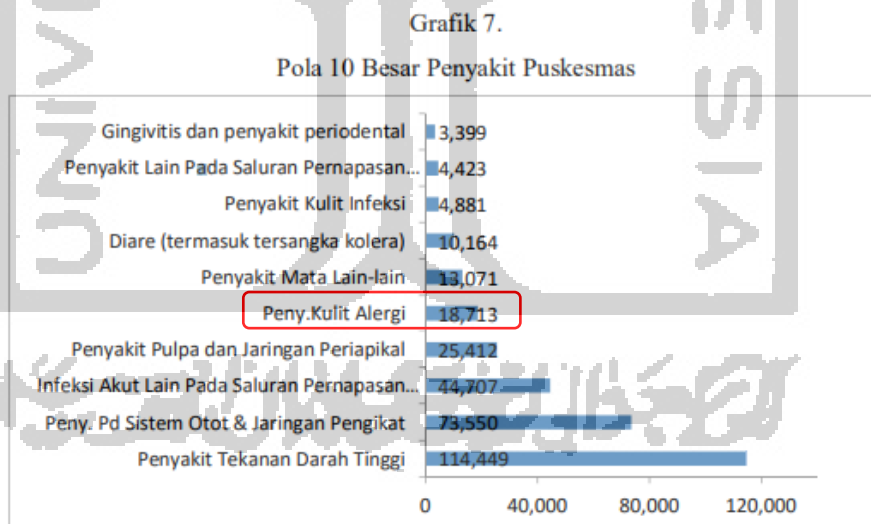 Grafik 7.
Pola 10 Besar Penyakit Puskesmas
Gingivitis dan penyakit periodental 3,399
Penyakit Lain Pada Saluran Pernapasan... 4,423
Penyakit Kulit Infeksi 4,881
Diare (termasuk tersangka kolera) 10,164
Penyakit Mata Lain-lain 13,071
Peny.Kulit Alergi 18,713
Penyakit Pulpa dan Jaringan Periapikal 25,412
Infeksi Akut Lain Pada Saluran Pernapasan... 44,707
Peny. Pd Sistem Otot & Jaringan Pengikat 73,550
Penyakit Tekanan Darah Tinggi 114,449
0 40,000 80,000 120,000